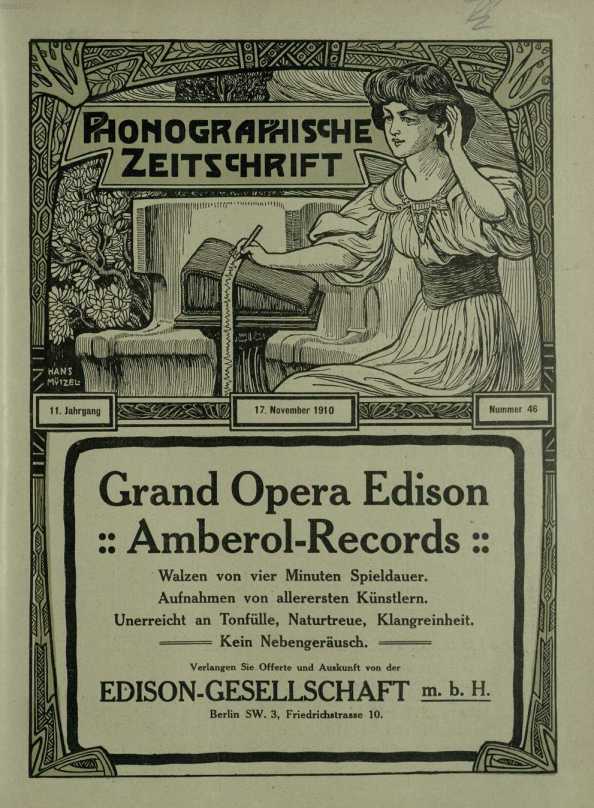 PHONOGRAPHISCHE
ZEITSCHRIFT
HANS
MÜTZEL
11. Jahrgang
17. November 1910
Nummer 46
Grand Opera Edison
:: Amberol-Records ::
Walzen von vier Minuten Spieldauer.
Aufnahmen von allerersten Künstlern.
Unerreicht an Tonfülle, Naturtreue, Klangreinheit.
Kein Nebengeräusch.
Verlangen Sie Offerte und Auskunft von der
EDISON-GESELLSCHAFT m. b. H.
Berlin SW. 3, Friedrichstrasse 10.